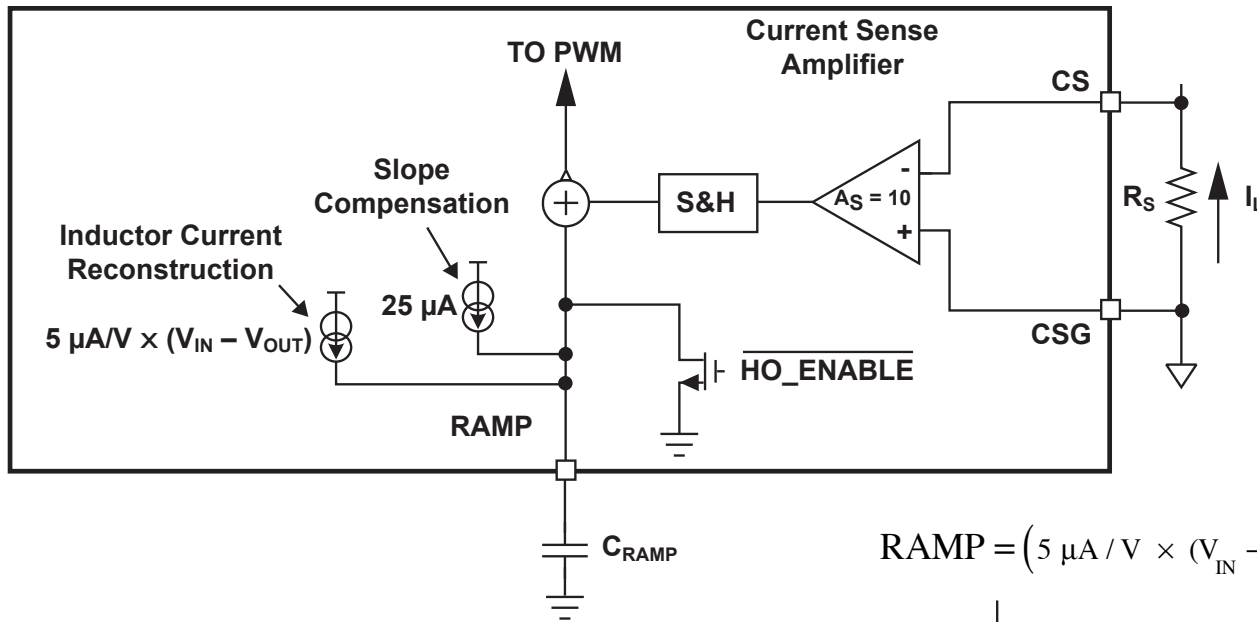 Current Sense
Amplifier
TO PWM
CS
Slope
Compensation
S&H
-
A_S = 10
+
R_S
I_L
Inductor Current
Reconstruction
25 µA
5 µA/V × (V_IN – V_OUT)
CSG
HO_ENABLE
RAMP
C_RAMP
RAMP = (5 µA / V × (V_IN –